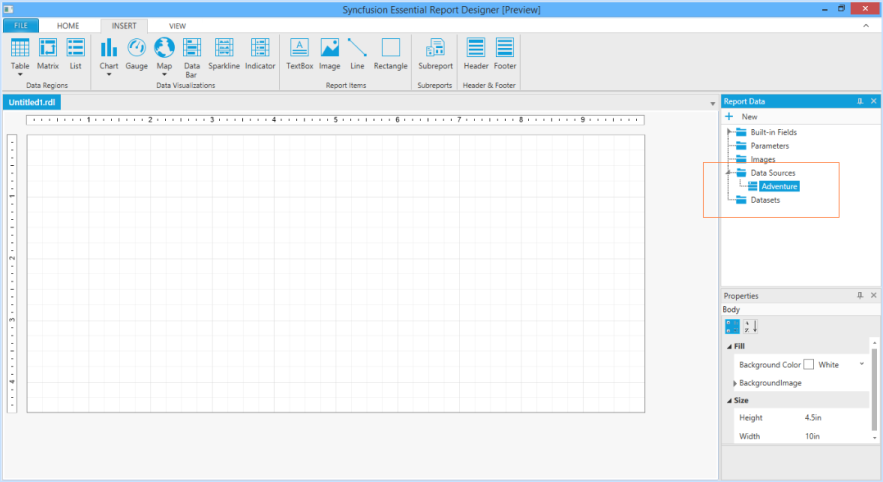 Syncfusion Essential Report Designer [Preview]
FILE HOME INSERT VIEW
Table Matrix List Chart Gauge Map Data Bar Sparkline Indicator TextBox Image Line Rectangle Subreport Header Footer
Data Regions Data Visualizations Report Items Subreports Header & Footer
Untitled1.rdl
1 2 3 4 5 6 7 8 9
1
2
3
4
Report Data
New
Built-in Fields
Parameters
Images
Data Sources
Adventure
Datasets
Properties
Body
Fill
Background Color White
BackgroundImage
Size
Height 4.5in
Width 10in